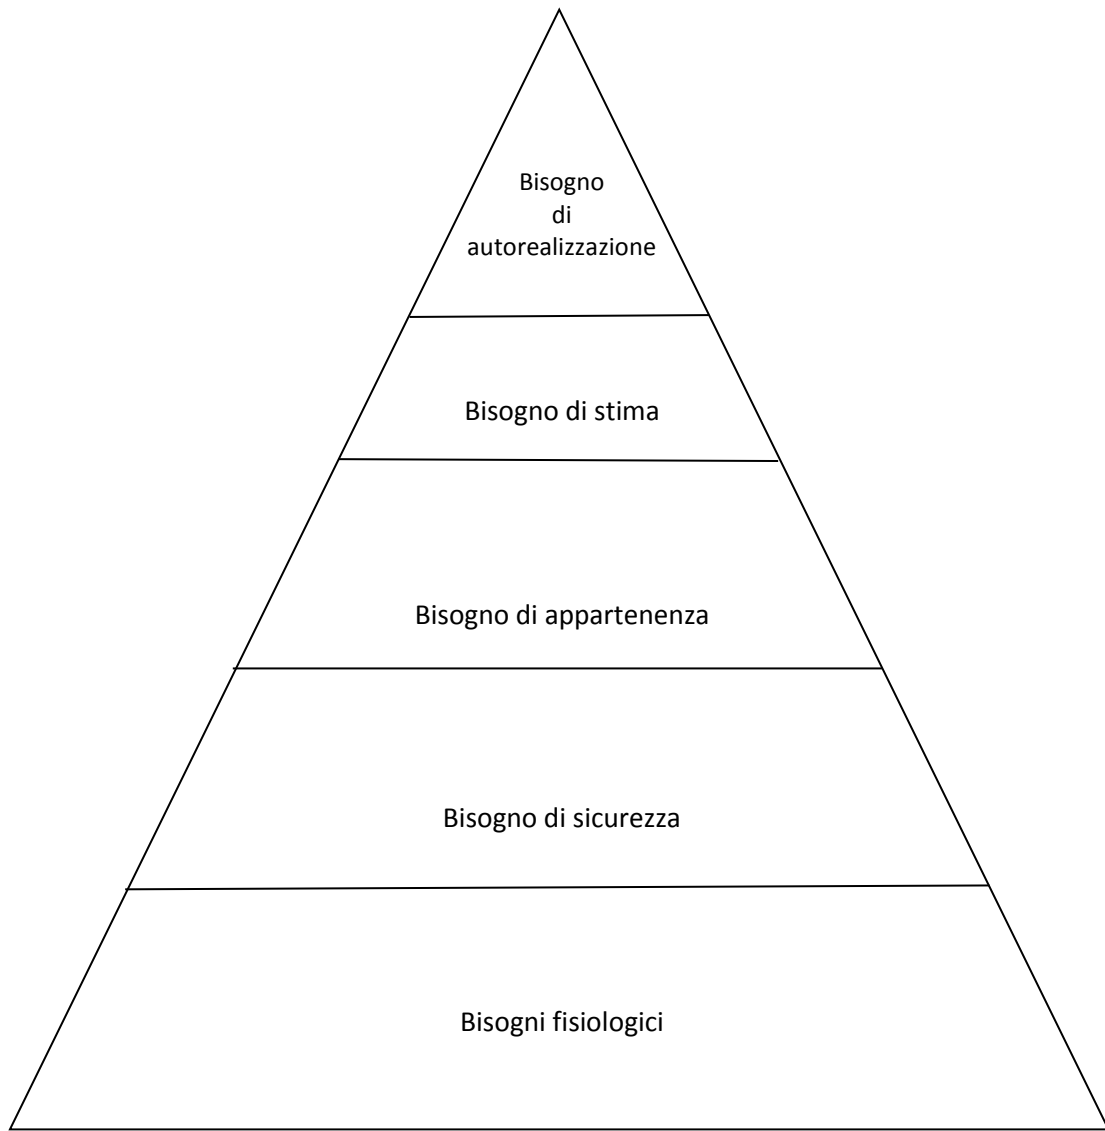 Bisogno
di
autorealizzazione
Bisogno di stima
Bisogno di appartenenza
Bisogno di sicurezza
Bisogni fisiologici